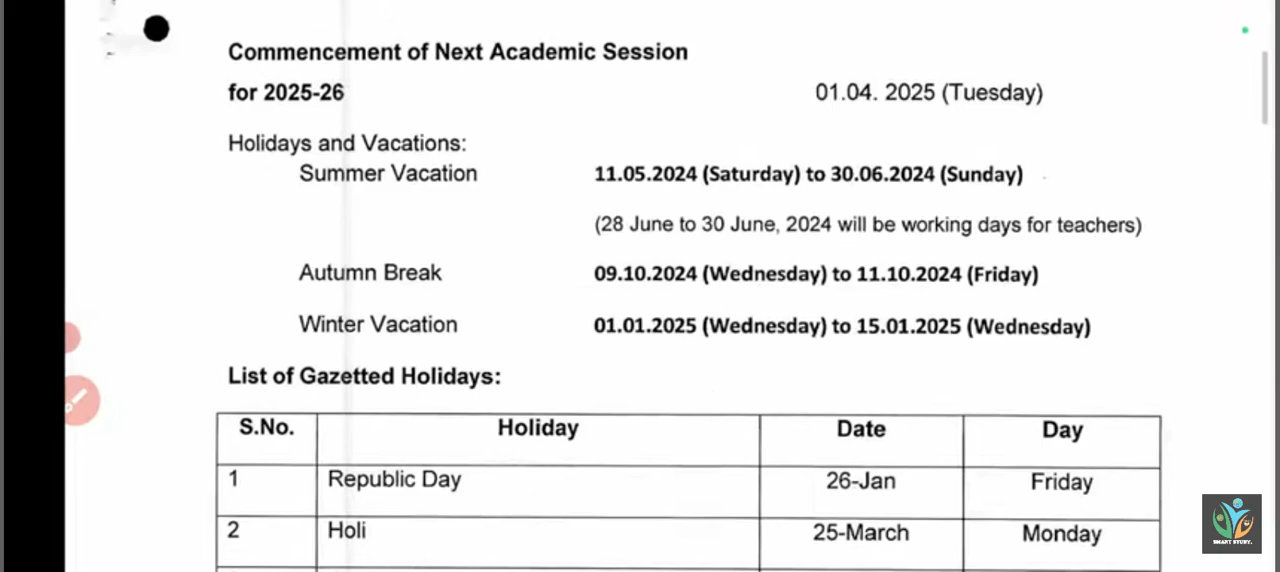 Commencement of Next Academic Session
for 2025-26 01.04. 2025 (Tuesday)
Holidays and Vacations:
Summer Vacation 11.05.2024 (Saturday) to 30.06.2024 (Sunday)
(28 June to 30 June, 2024 will be working days for teachers)
Autumn Break 09.10.2024 (Wednesday) to 11.10.2024 (Friday)
Winter Vacation 01.01.2025 (Wednesday) to 15.01.2025 (Wednesday)
List of Gazetted Holidays:
S.No. Holiday Date Day
1 Republic Day 26-Jan Friday
2 Holi 25-March Monday
SMART STUDY.